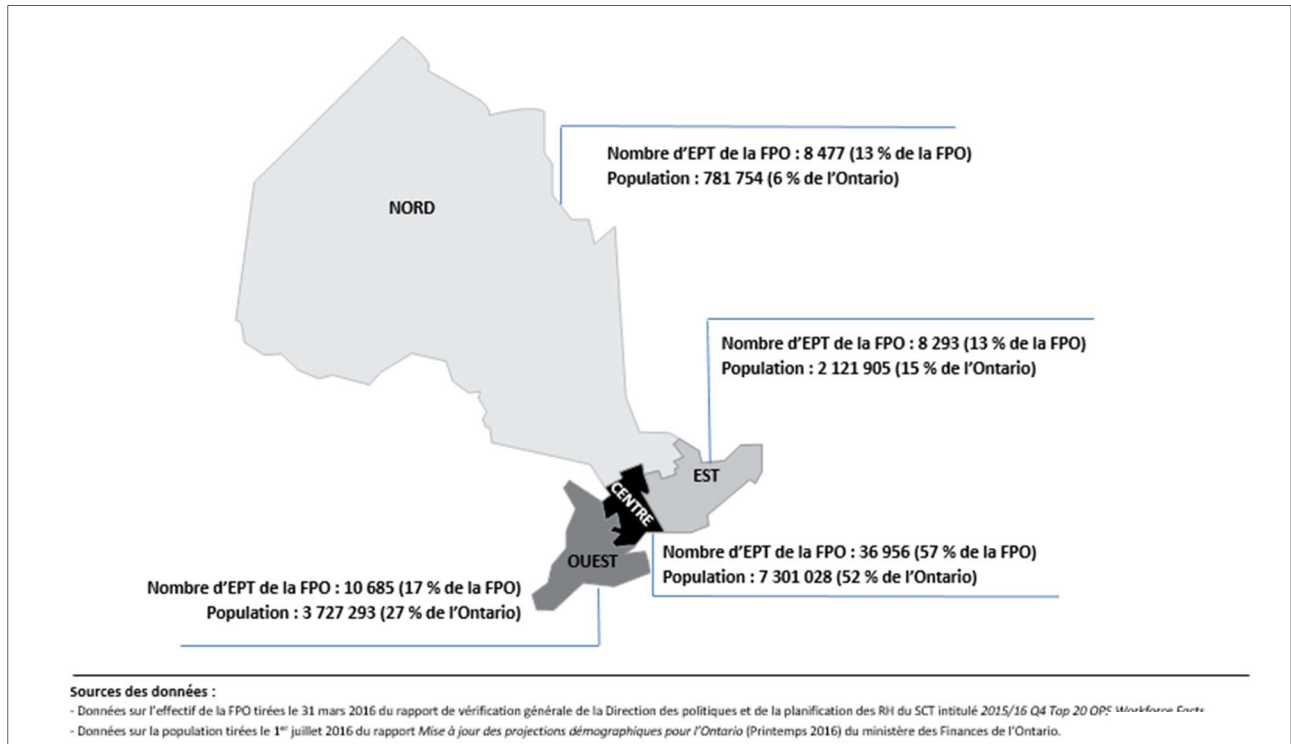 Nombre d’EPT de la FPO : 8 477 (13 % de la FPO)
Population : 781 754 (6 % de l’Ontario)
NORD
Nombre d’EPT de la FPO : 8 293 (13 % de la FPO)
Population : 2 121 905 (15 % de l’Ontario)
EST
CENTRE
OUEST
Nombre d’EPT de la FPO : 36 956 (57 % de la FPO)
Population : 7 301 028 (52 % de l’Ontario)
Nombre d’EPT de la FPO : 10 685 (17 % de la FPO)
Population : 3 727 293 (27 % de l’Ontario)
Sources des données :
- Données sur l’effectif de la FPO tirées le 31 mars 2016 du rapport de vérification générale de la Direction des politiques et de la planification des RH du SCT intitulé 2015/16 Q4 Top 20 OPS Workforce Facts
- Données sur la population tirées le 1er juillet 2016 du rapport Mise à jour des projections démographiques pour l’Ontario (Printemps 2016) du ministère des Finances de l’Ontario.